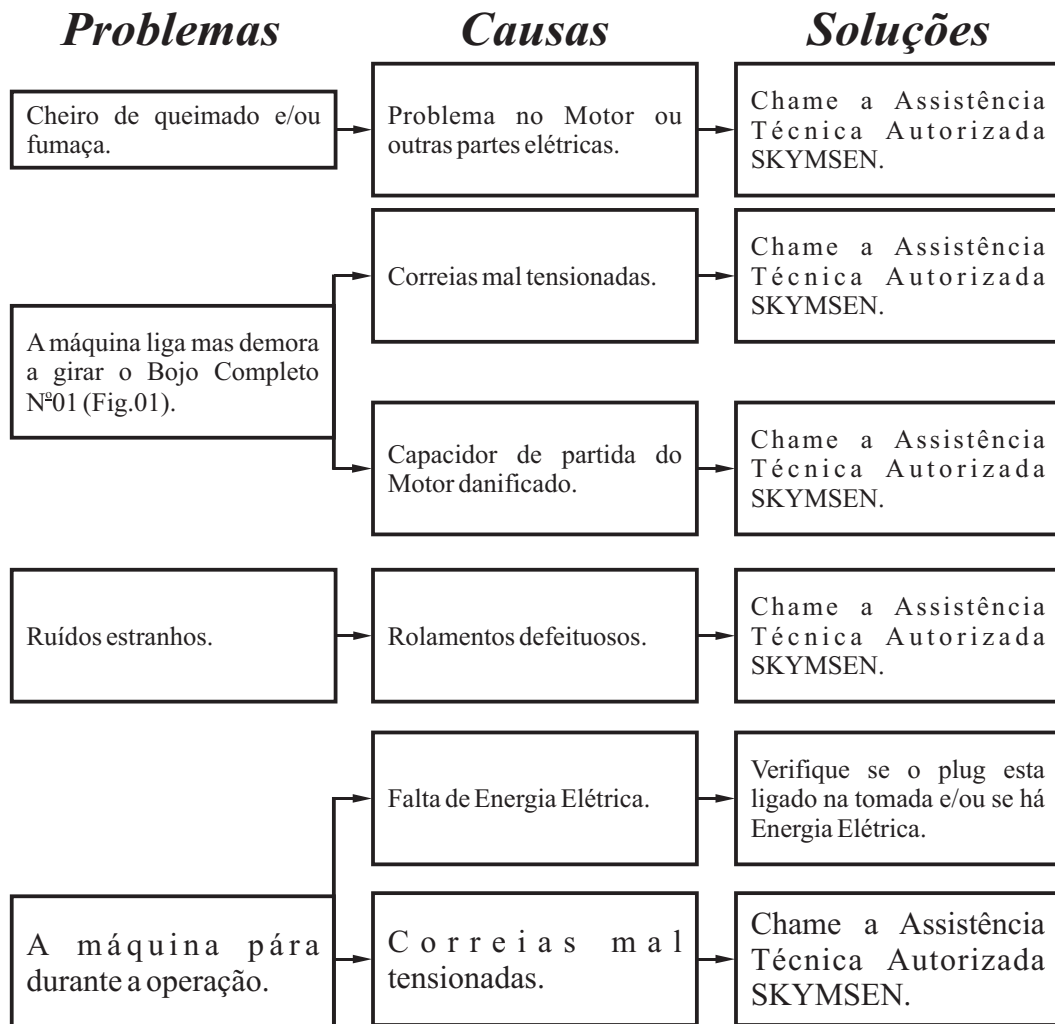 Problemas
Causas
Soluções
Cheiro de queimado e/ou
fumaça.
Problema no Motor ou
outras partes elétricas.
Chame a Assistência
Técnica Autorizada
SKYMSEN.
A máquina liga mas demora
a girar o Bojo Completo
Nº01 (Fig.01).
Correias mal tensionadas.
Chame a Assistência
Técnica Autorizada
SKYMSEN.
Capacidor de partida do
Motor danificado.
Chame a Assistência
Técnica Autorizada
SKYMSEN.
Ruídos estranhos.
Rolamentos defeituosos.
Chame a Assistência
Técnica Autorizada
SKYMSEN.
A máquina pára
durante a operação.
Falta de Energia Elétrica.
Verifique se o plug esta
ligado na tomada e/ou se há
Energia Elétrica.
Correias mal
tensionadas.
Chame a Assistência
Técnica Autorizada
SKYMSEN.